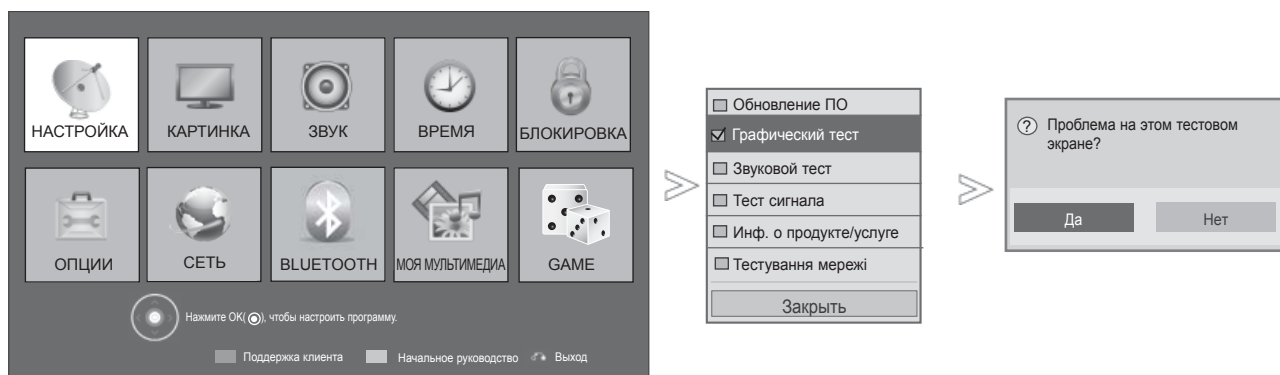 НАСТРОЙКА
КАРТИНКА
ЗВУК
ВРЕМЯ
БЛОКИРОВКА
ОПЦИИ
СЕТЬ
BLUETOOTH
МОЯ МУЛЬТИМЕДИА
GAME
Нажмите OK(◉), чтобы настроить программу.
Поддержка клиента
Начальное руководство
Выход
Обновление ПО
Графический тест
Звуковой тест
Тест сигнала
Инф. о продукте/услуге
Тестування мережі
Закрыть
? Проблема на этом тестовом
экране?
Да
Нет